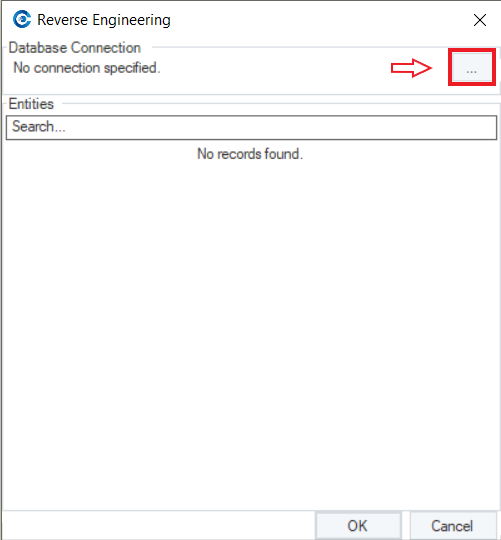 Reverse Engineering
Database Connection
No connection specified.
...
Entities
Search...
No records found.
OK
Cancel